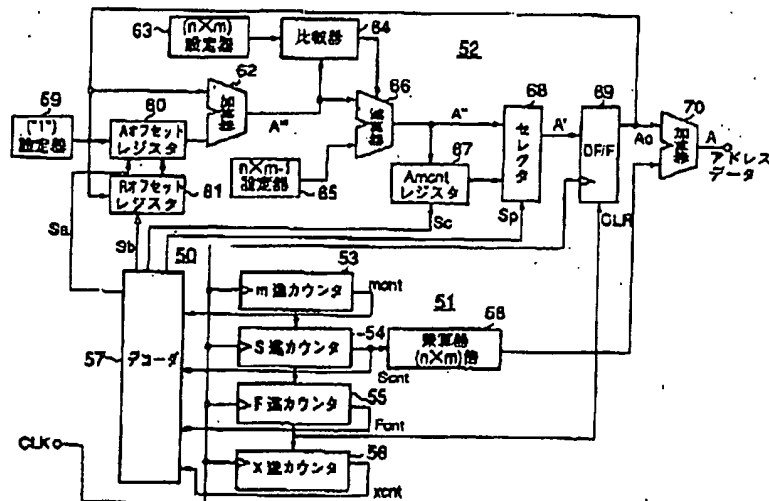 63
(n×m)
設定器
比較器
64
52
62
加算器
66
減算器
68
セレクタ
69
DF/F
70
加算器
59
("1")
設定器
60
Aオフセット
レジスタ
A'''
A''
A'
Ao
A
アドレス
データ
n×m-1
設定器
65
67
Amcnt
レジスタ
Rオフセット
レジスタ
61
Sa
Sb
Sc
Sp
CLR
50
53
m進カウンタ
mcnt
51
58
乗算器
(n×m)倍
54
S進カウンタ
Scnt
57
デコーダ
55
F進カウンタ
Fcnt
CLK
56
X進カウンタ
xcnt